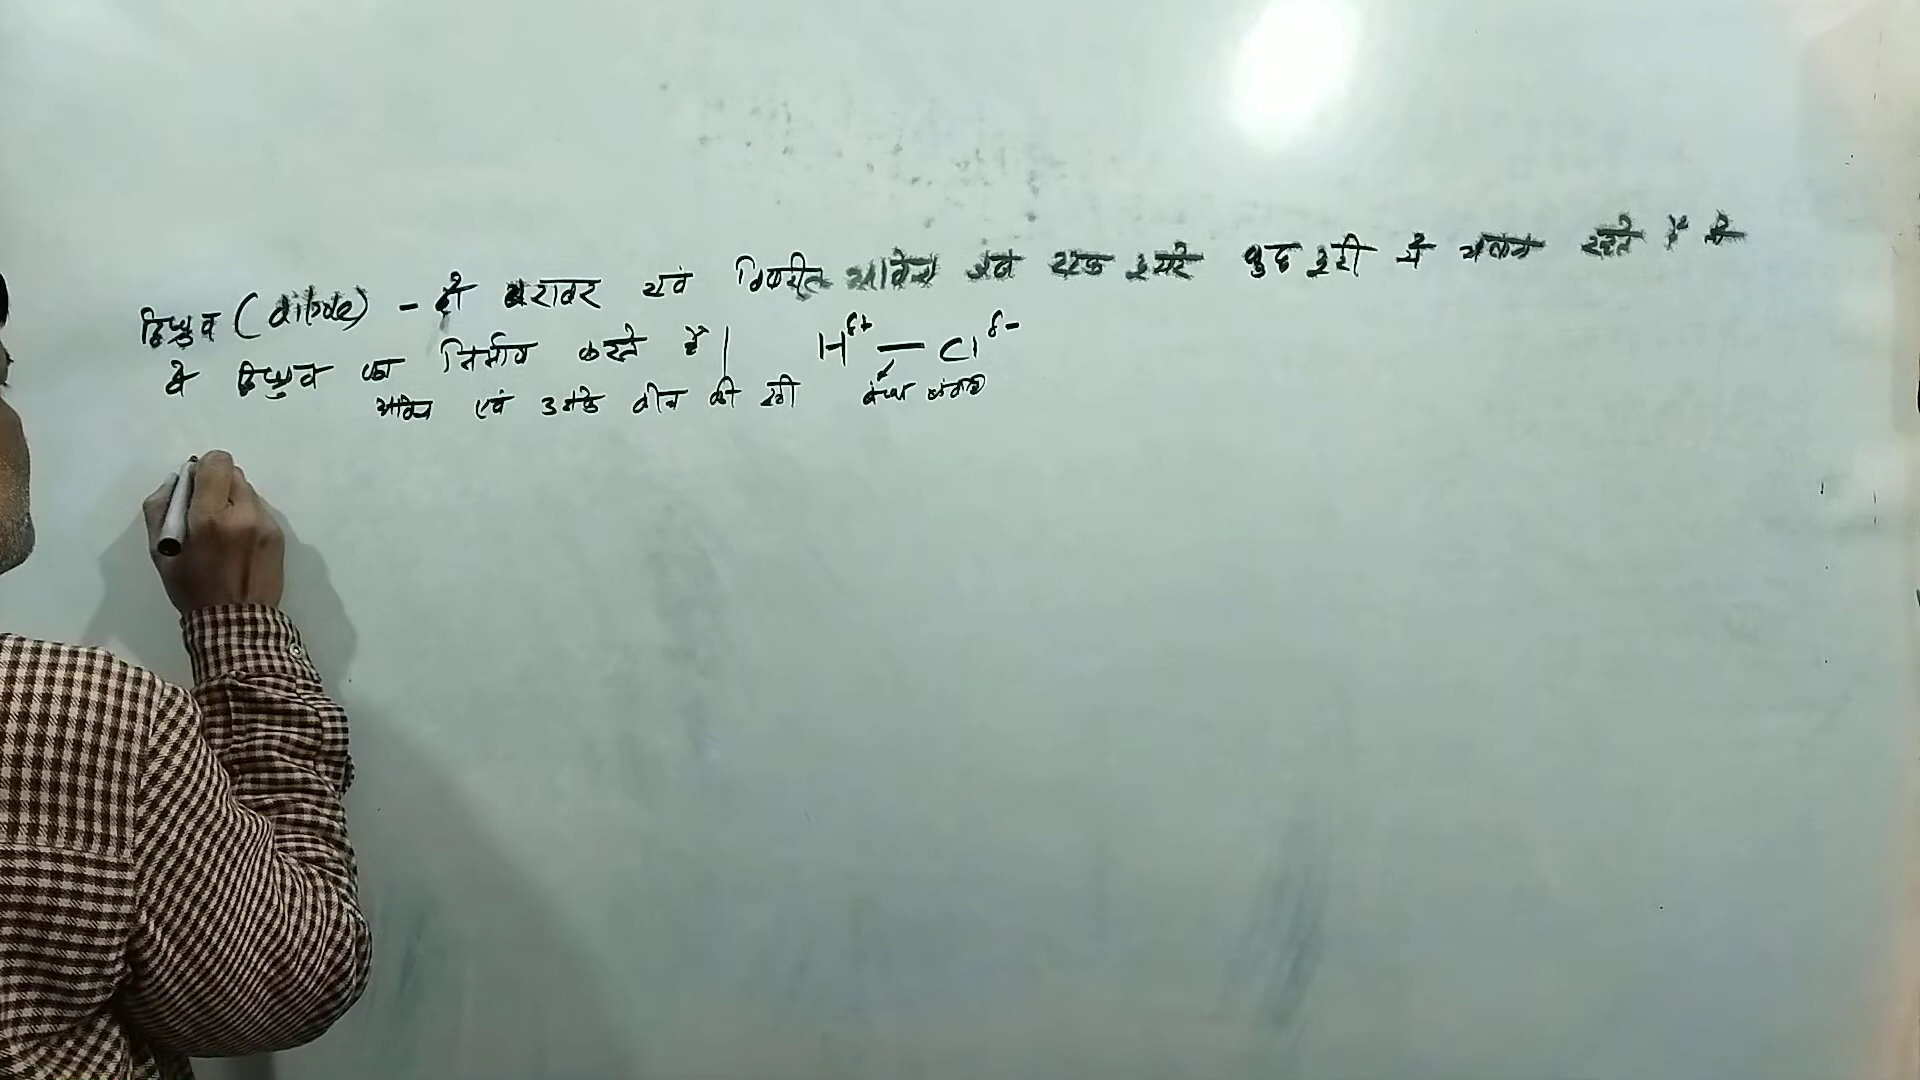 द्विध्रुव (dipole) - दो बराबर एवं विपरीत आवेश जब एक दूसरे कुछ दूरी से अलग रहते हैं तो
वे द्विध्रुव का निर्माण करते हैं| H^δ+ — Cl^δ-
आवेश एवं उनके बीच की दूरी बंध लंबाई